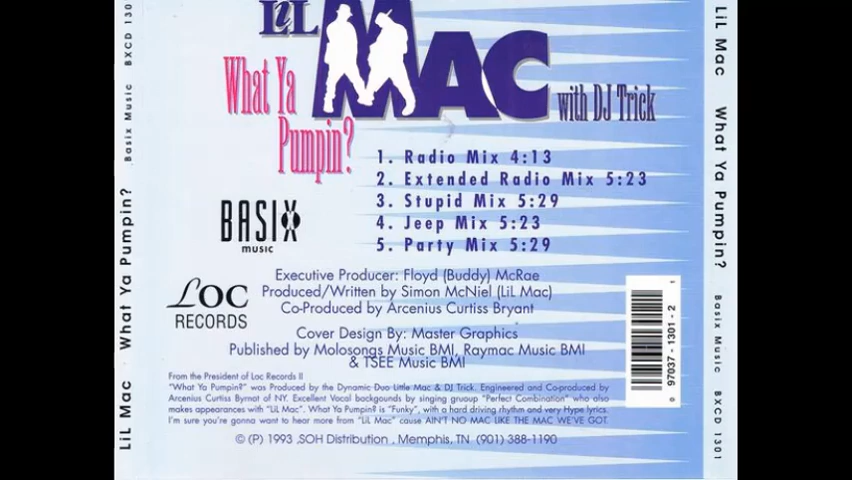 LiL MAC
What Ya
Pumpin?
with DJ Trick
1. Radio Mix 4:13
2. Extended Radio Mix 5:23
3. Stupid Mix 5:29
4. Jeep Mix 5:23
5. Party Mix 5:29
BASIX
MUSIC
Executive Producer: Floyd (Buddy) McRae
Produced/Written by Simon McNiel (LiL Mac)
Co-Produced by Arcenius Curtiss Bryant
LOC
RECORDS
Cover Design By: Master Graphics
Published by Molosongs Music BMI, Raymac Music BMI
& TSEE Music BMI
From the President of Loc Records II
"What Ya Pumpin?" was Produced by the Dynamic Duo Little Mac & DJ Trick. Engineered and Co-produced by
Arcenius Curtiss Byrnot of NY. Excellent Vocal backgounds by singing gruoup "Perfect Combination" who also
makes appearances with "LiL Mac". What Ya Pumpin? is "Funky", with a hard driving rhythm and very Hype lyrics.
I'm sure you're gonna want to hear more from "LiL Mac" cause AIN'T NO MAC LIKE THE MAC WE'VE GOT.
© (P) 1993 ,SOH Distribution , Memphis, TN (901) 388-1190
LiL Mac What Ya Pumpin? Basix Music BXCD 1301
LiL Mac What Ya Pumpin? Basix Music BXCD 1301
0 97037-1301-2 1